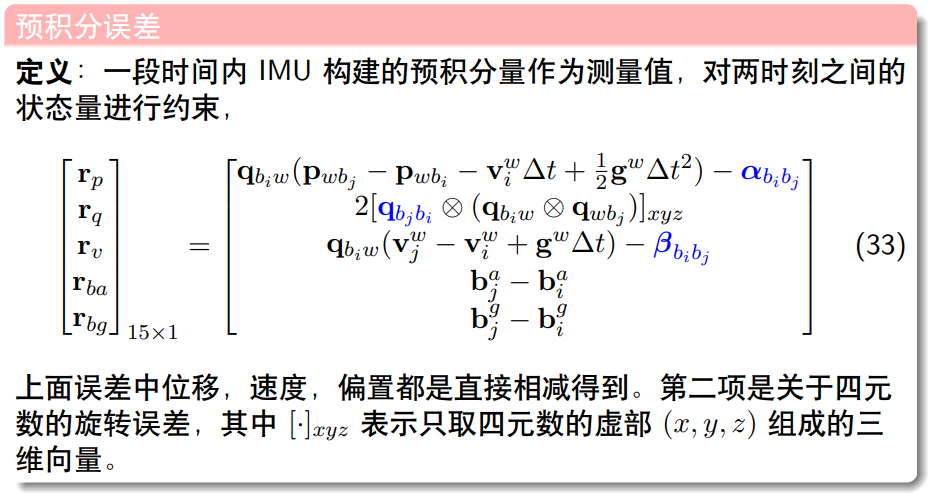 预积分误差
定义：一段时间内 IMU 构建的预积分量作为测量值，对两时刻之间的
状态量进行约束，
\begin{bmatrix} \mathbf{r}_p \\ \mathbf{r}_q \\ \mathbf{r}_v \\ \mathbf{r}_{ba} \\ \mathbf{r}_{bg} \end{bmatrix}_{15\times1} = \begin{bmatrix} \mathbf{q}_{b_iw}(\mathbf{p}_{wb_j} - \mathbf{p}_{wb_i} - \mathbf{v}_i^w \Delta t + \frac{1}{2}\mathbf{g}^w \Delta t^2) - \boldsymbol{\alpha}_{b_ib_j} \\ 2[\mathbf{q}_{b_jb_i} \otimes (\mathbf{q}_{b_iw} \otimes \mathbf{q}_{wb_j})]_{xyz} \\ \mathbf{q}_{b_iw}(\mathbf{v}_j^w - \mathbf{v}_i^w + \mathbf{g}^w \Delta t) - \boldsymbol{\beta}_{b_ib_j} \\ \mathbf{b}_j^a - \mathbf{b}_i^a \\ \mathbf{b}_j^g - \mathbf{b}_i^g \end{bmatrix} (33)
上面误差中位移，速度，偏置都是直接相减得到。第二项是关于四元
数的旋转误差，其中 [·]_{xyz} 表示只取四元数的虚部 (x, y, z) 组成的三
维向量。